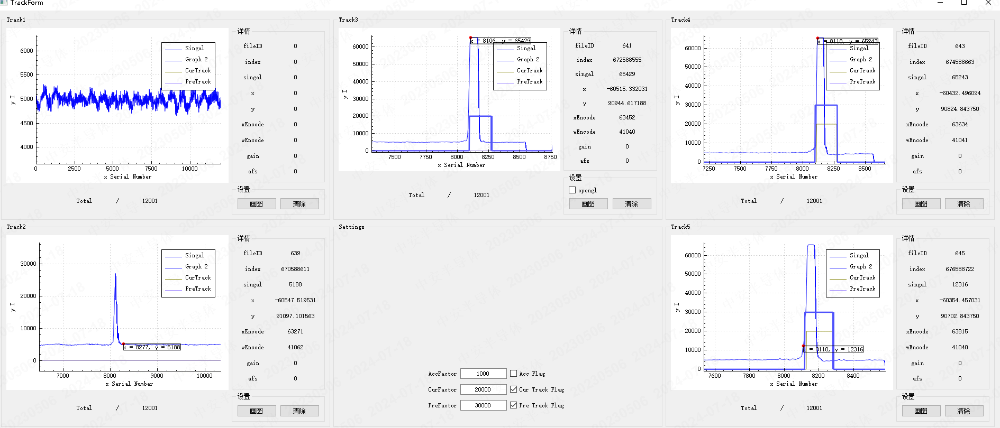 TrackForm
Track1
6000
5500
5000
4500
4000
y I
0
2500
5000
7500
10000
x Serial Number
Singal
Graph 2
CurTrack
PreTrack
Total / 12001
详情
fileID 0
index 0
singal 0
x 0
y 0
xEncode 0
wEncode 0
gain 0
afs 0
设置
画图 清除
Track3
60000
50000
40000
30000
20000
10000
0
y I
7500
7750
8000
8250
8500
8750
x Serial Number
x = 8106, y = 65429
Singal
Graph 2
CurTrack
PreTrack
Total / 12001
详情
fileID 641
index 672588555
singal 65429
x -60515.332031
y 90944.617188
xEncode 63452
wEncode 41040
gain 0
afs 0
设置
opengl
画图 清除
Track4
60000
50000
40000
30000
20000
10000
0
y I
7250
7500
7750
8000
8250
8500
x Serial Number
x = 8118, y = 65243
Singal
Graph 2
CurTrack
PreTrack
Total / 12001
详情
fileID 643
index 674588663
singal 65243
x -60432.496094
y 90824.843750
xEncode 63634
wEncode 41041
gain 0
afs 0
设置
画图 清除
Track2
30000
20000
10000
0
y I
7000
8000
9000
10000
x Serial Number
x = 8277, y = 5188
Singal
Graph 2
CurTrack
PreTrack
Total / 12001
详情
fileID 639
index 670588611
singal 5188
x -60547.519531
y 91097.101563
xEncode 63271
wEncode 41062
gain 0
afs 0
设置
画图 清除
Settings
AccFactor 1000 Acc Flag
CurFactor 20000 Cur Track Flag
PreFactor 30000 Pre Track Flag
Track5
60000
50000
40000
30000
20000
10000
0
y I
7600
7800
8000
8200
8400
x Serial Number
x = 8110, y = 12316
Singal
Graph 2
CurTrack
PreTrack
Total / 12001
详情
fileID 645
index 676588722
singal 12316
x -60354.457031
y 90702.843750
xEncode 63815
wEncode 41040
gain 0
afs 0
设置
画图 清除
中安半导体 20230506 2024-07-18